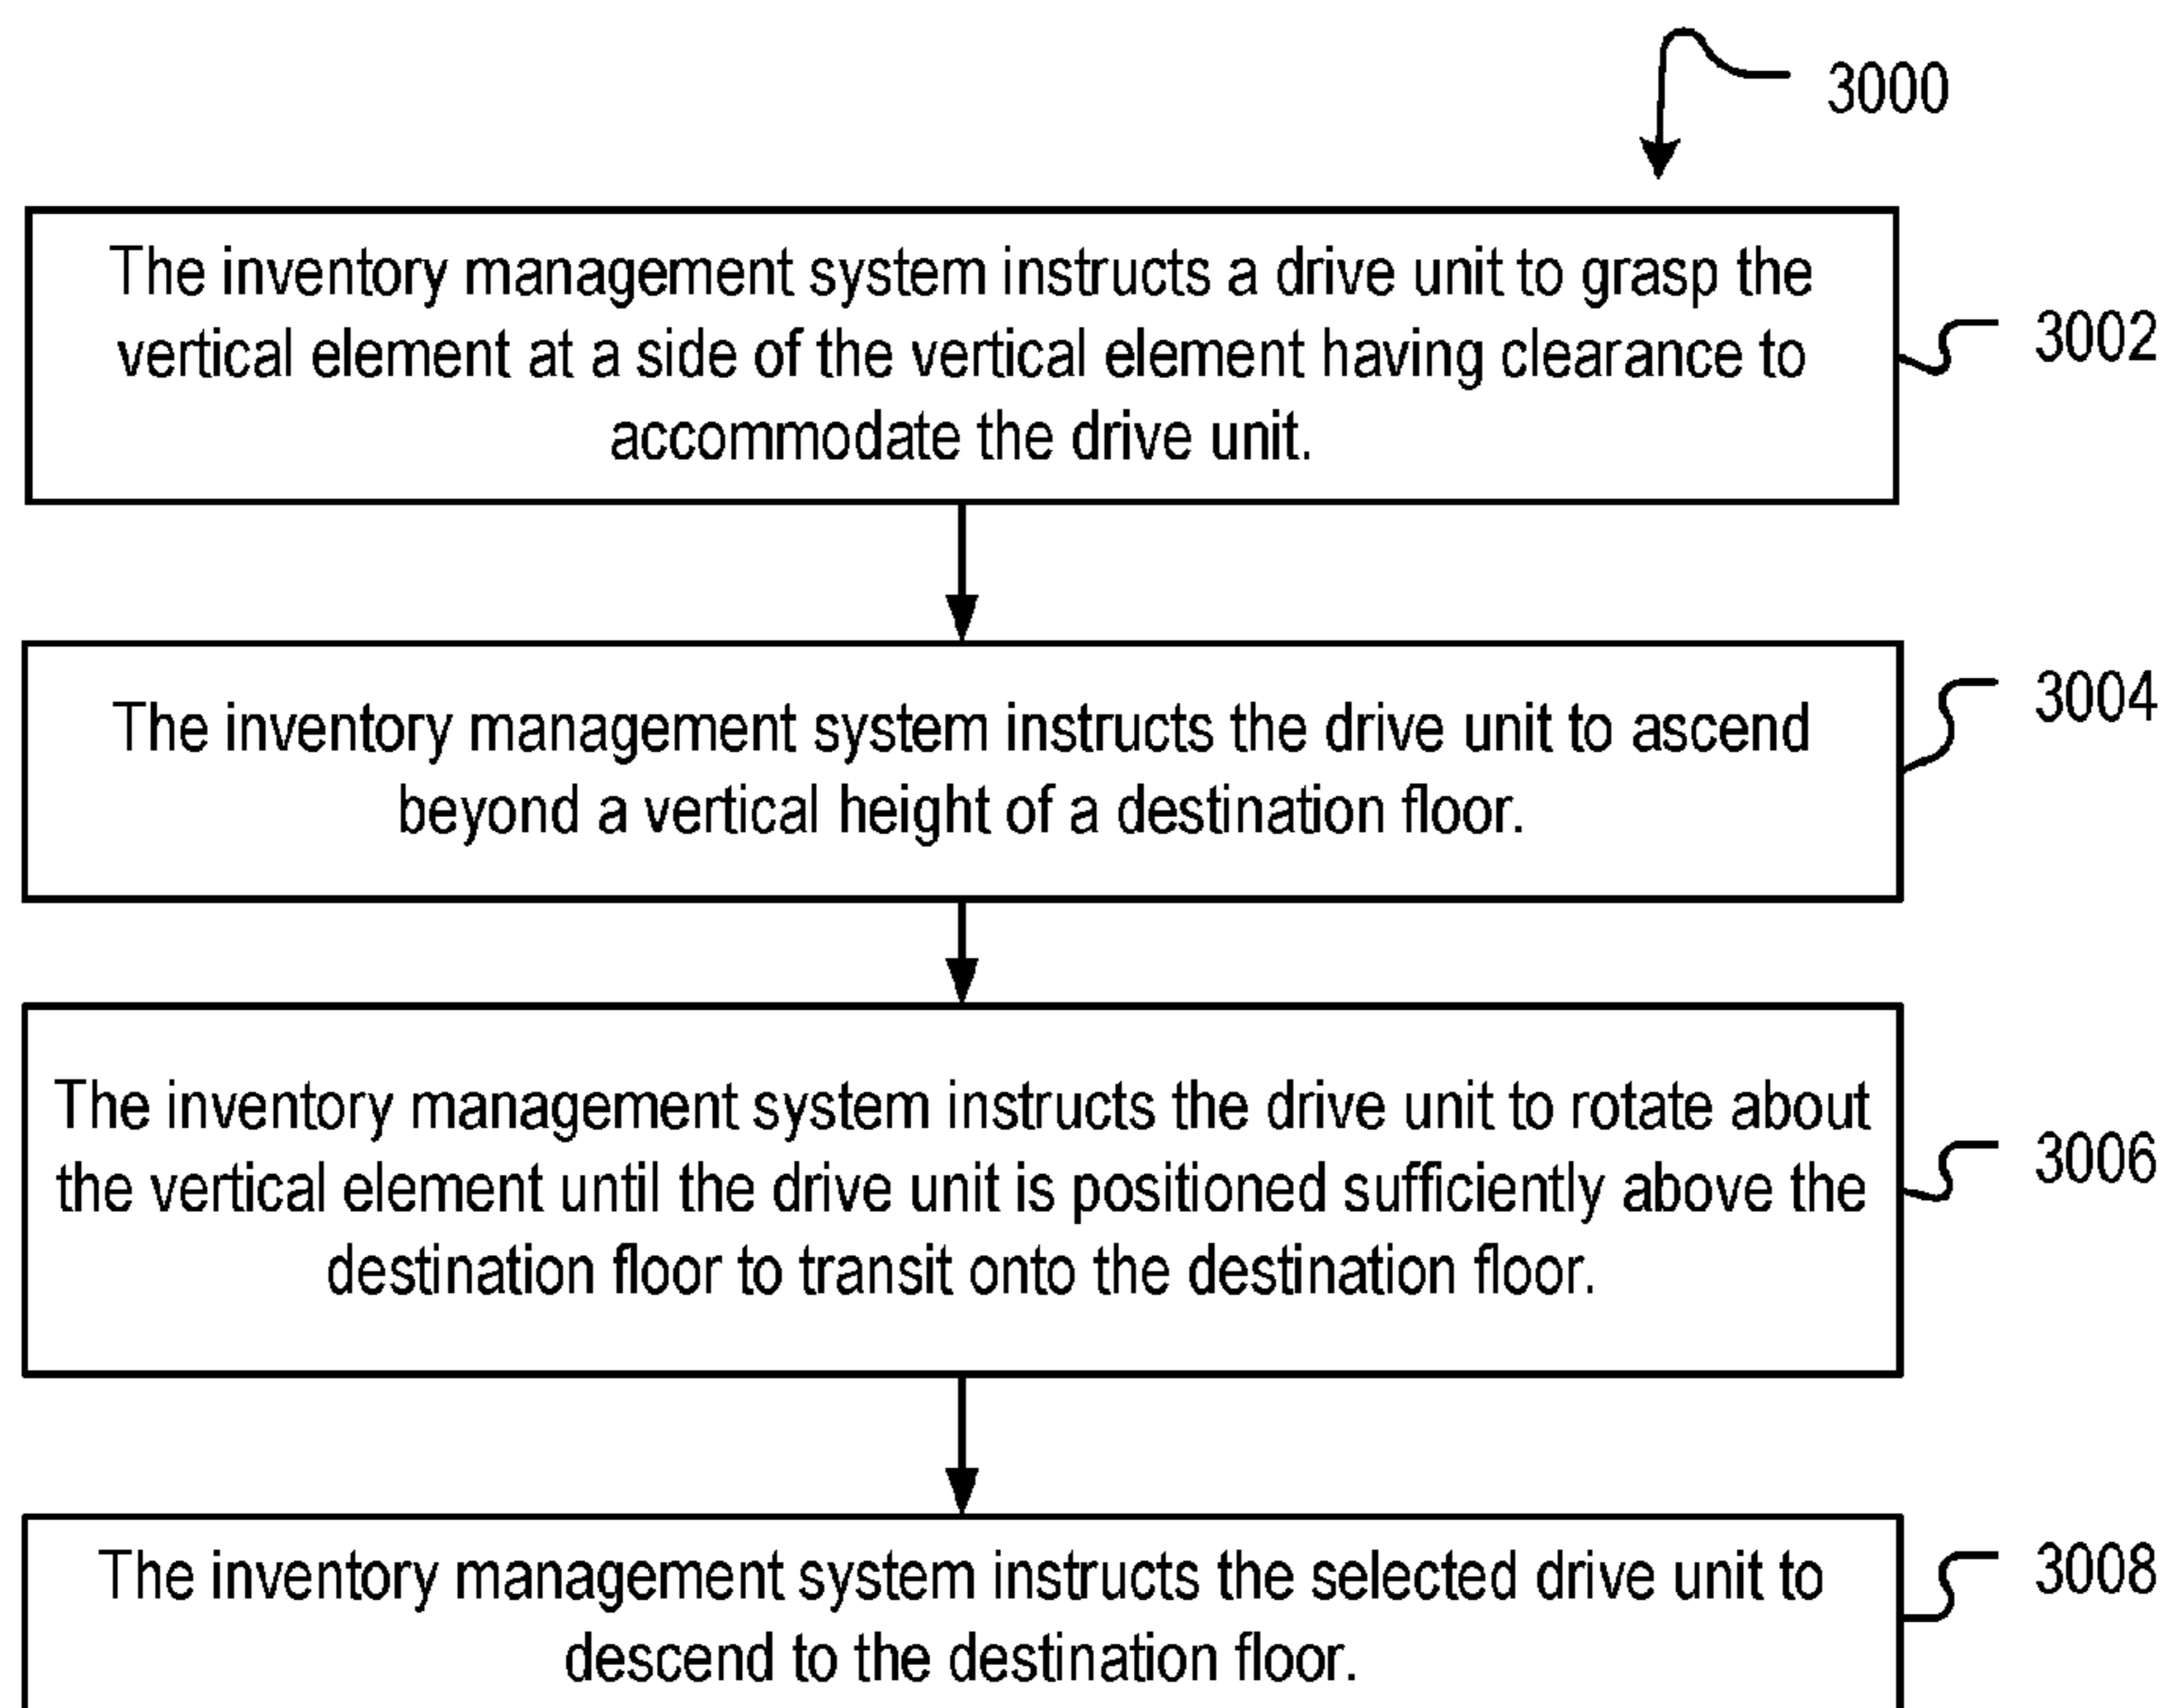 3000
The inventory management system instructs a drive unit to grasp the
vertical element at a side of the vertical element having clearance to
accommodate the drive unit.
3002
The inventory management system instructs the drive unit to ascend
beyond a vertical height of a destination floor.
3004
The inventory management system instructs the drive unit to rotate about
the vertical element until the drive unit is positioned sufficiently above the
destination floor to transit onto the destination floor.
3006
The inventory management system instructs the selected drive unit to
descend to the destination floor.
3008